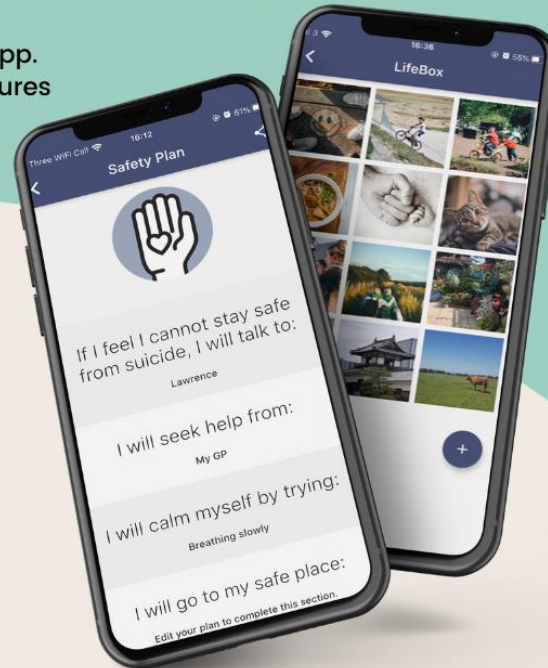 pp.
ures
Three WiFi Call
16:12
61%
Safety Plan
If I feel I cannot stay safe
from suicide, I will talk to:
Lawrence
I will seek help from:
My GP
I will calm myself by trying:
Breathing slowly
I will go to my safe place:
Edit your plan to complete this section.
3
16:36
55%
LifeBox
+